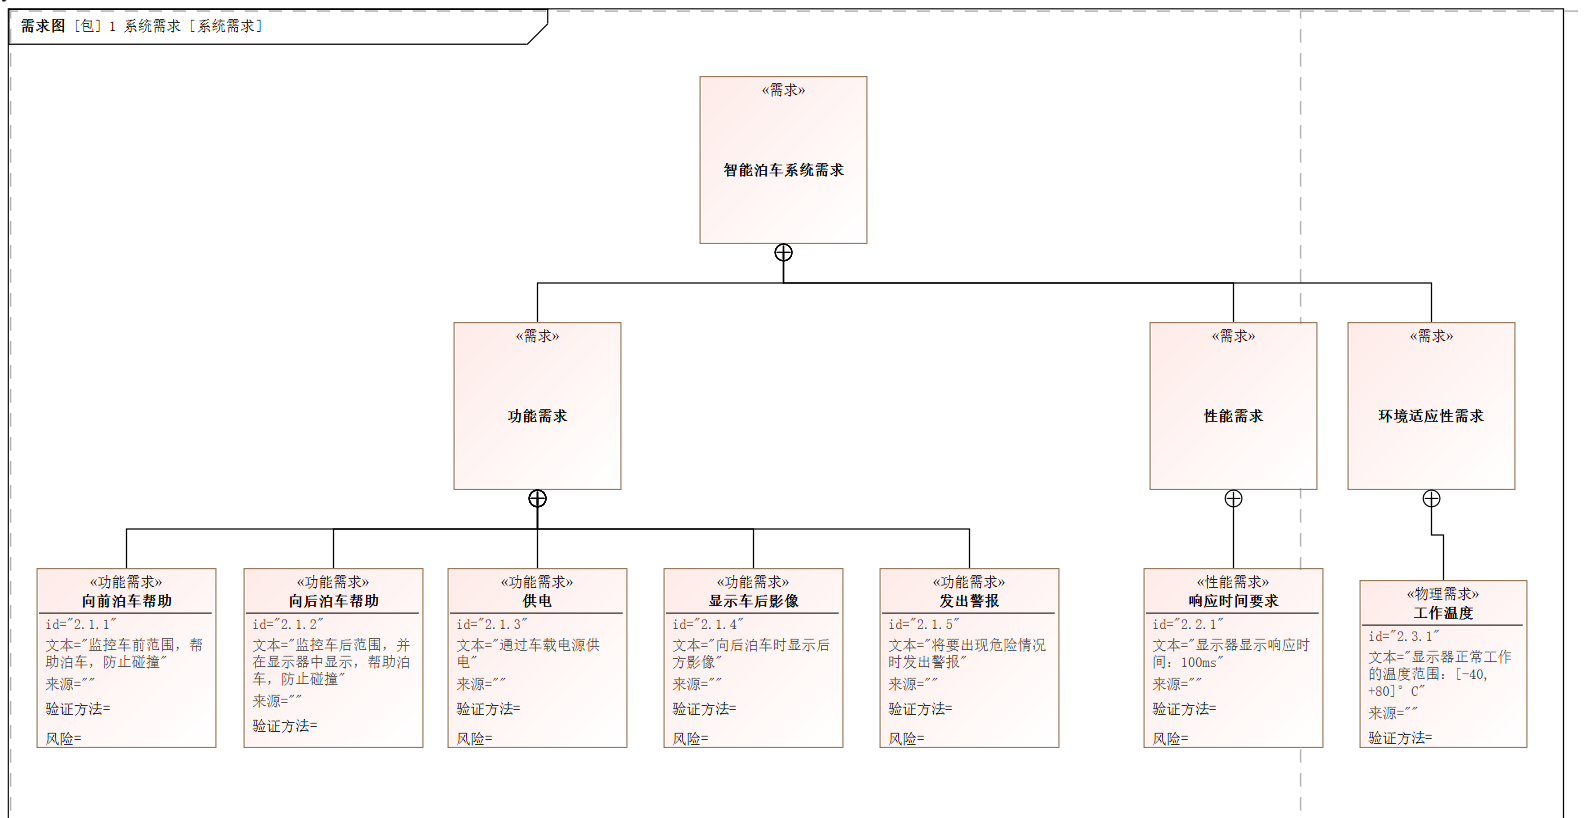 需求图 [包] 1 系统需求 [系统需求]
«需求»
智能泊车系统需求
«需求»
功能需求
«需求»
性能需求
«需求»
环境适应性需求
«功能需求»
向前泊车帮助
id="2.1.1"
文本="监控车前范围，帮
助泊车，防止碰撞"
来源=""
验证方法=
风险=
«功能需求»
向后泊车帮助
id="2.1.2"
文本="监控车后范围，并
在显示器中显示，帮助泊
车，防止碰撞"
来源=""
验证方法=
«功能需求»
供电
id="2.1.3"
文本="通过车载电源供
电"
来源=""
验证方法=
风险=
«功能需求»
显示车后影像
id="2.1.4"
文本="向后泊车时显示后
方影像"
来源=""
验证方法=
风险=
«功能需求»
发出警报
id="2.1.5"
文本="将要出现危险情况
时发出警报"
来源=""
验证方法=
风险=
«性能需求»
响应时间要求
id="2.2.1"
文本="显示器显示响应时
间：100ms"
来源=""
验证方法=
风险=
«物理需求»
工作温度
id="2.3.1"
文本="显示器正常工作
的温度范围：[-40,
+80]° C"
来源=""
验证方法=